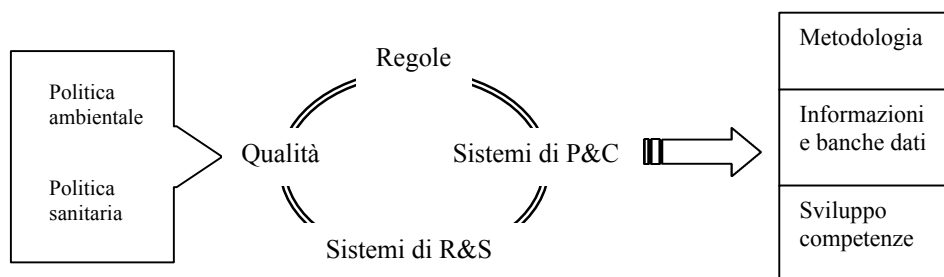 Politica
ambientale
Politica
sanitaria
Regole
Qualità
Sistemi di P&C
Sistemi di R&S
Metodologia
Informazioni
e banche dati
Sviluppo
competenze